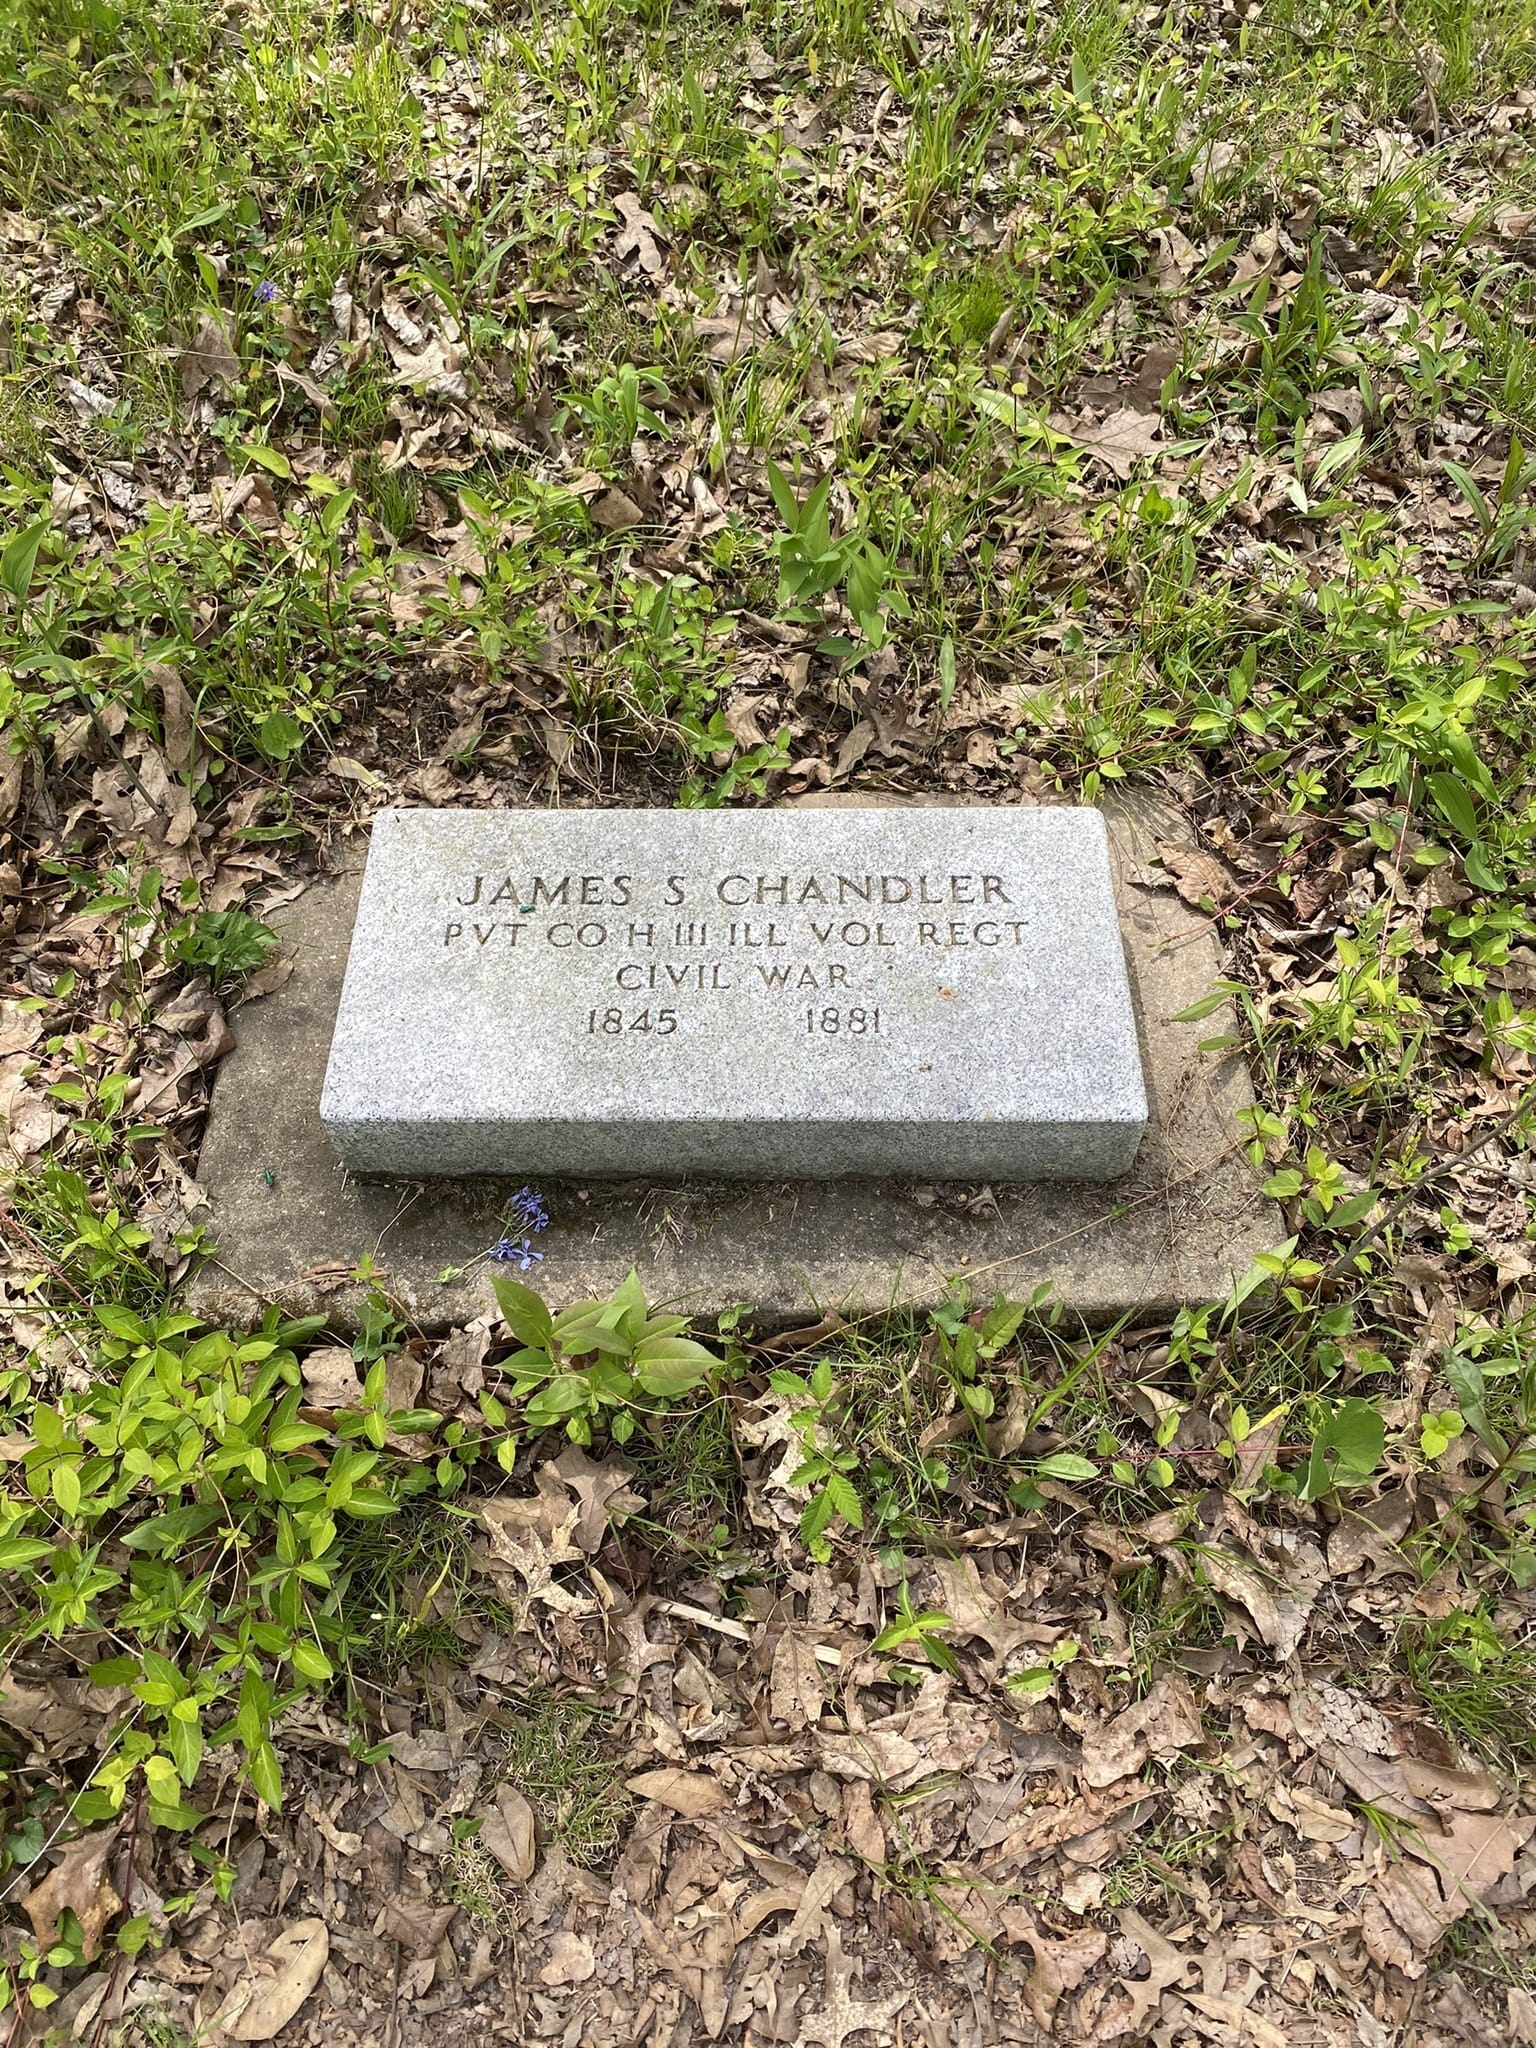 JAMES S CHANDLER
PVT CO H 111 ILL VOL REGT
CIVIL WAR
1845 1881